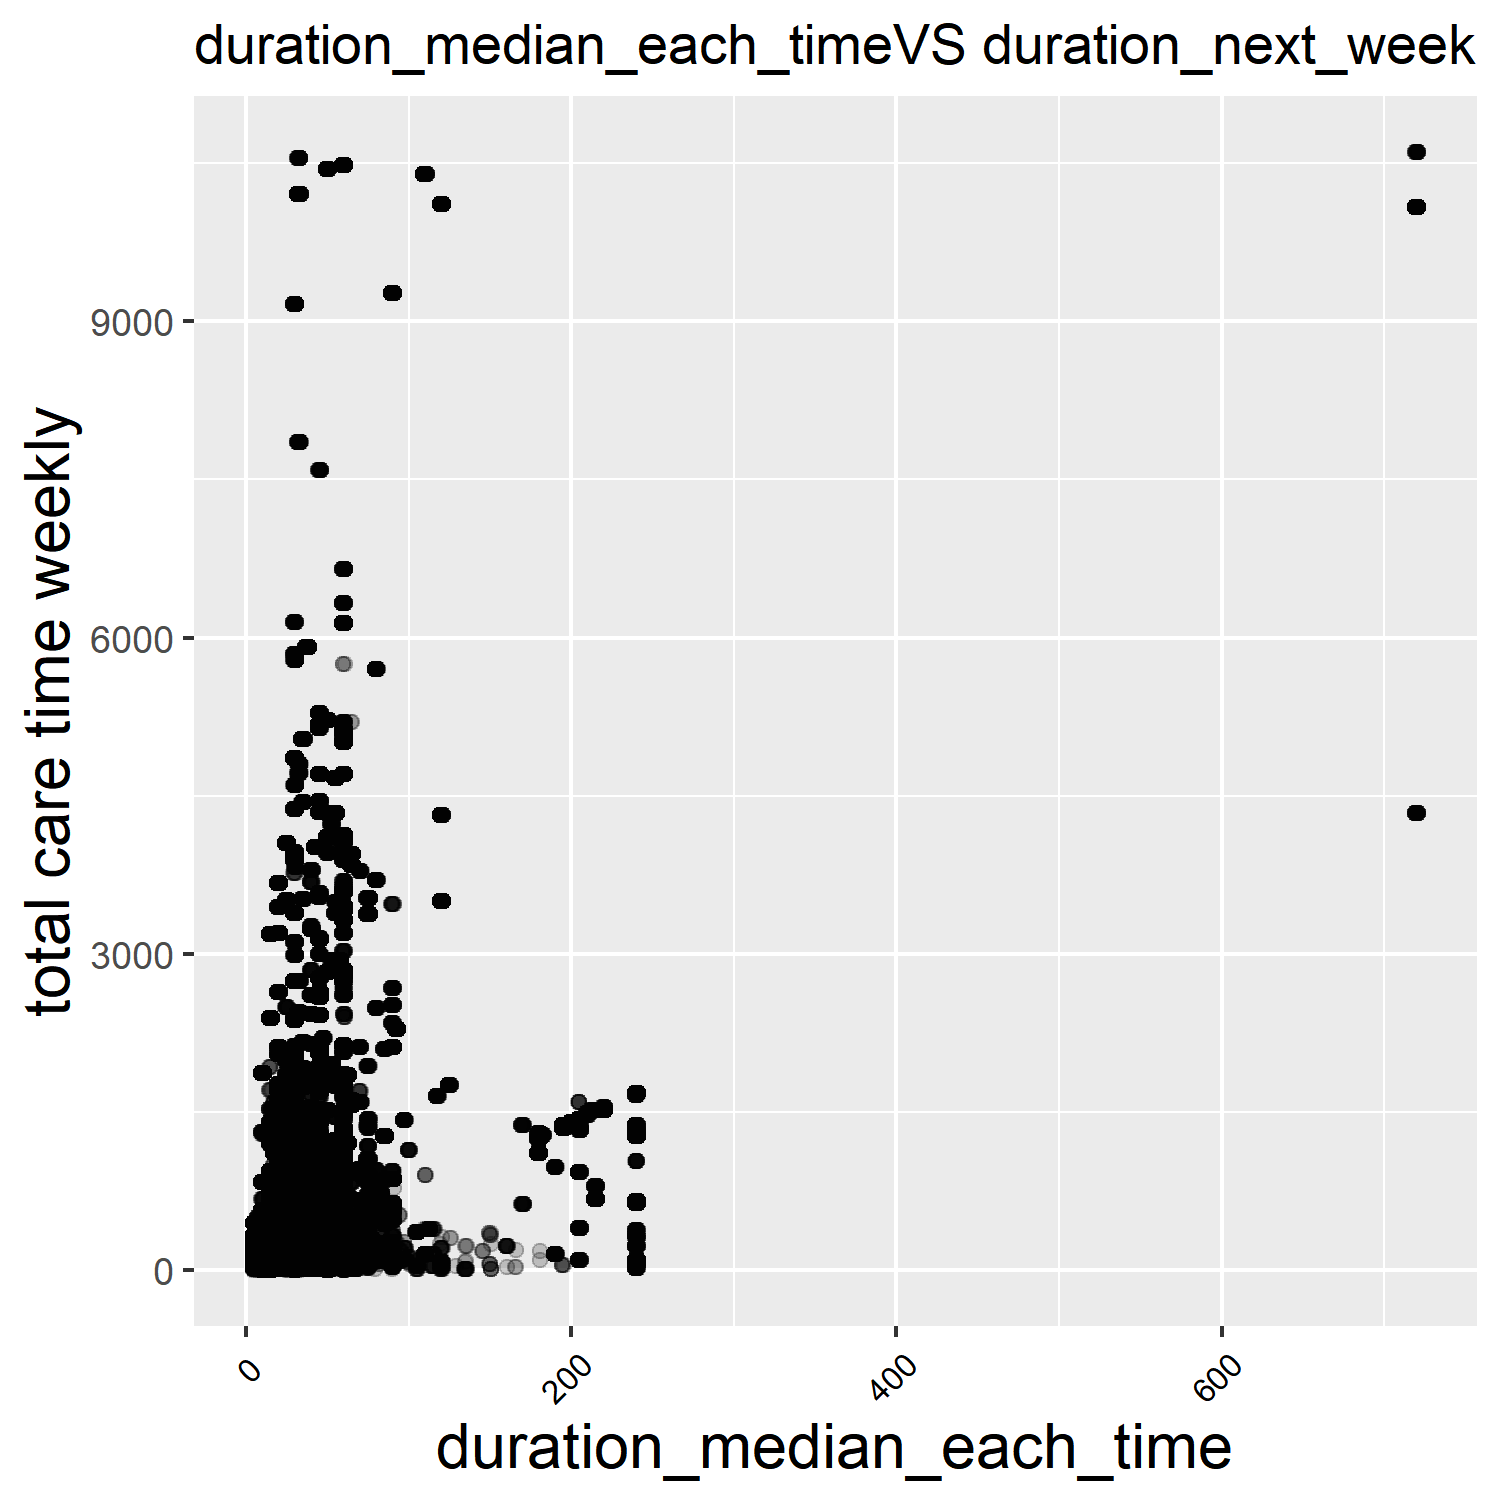 duration_median_each_timeVS duration_next_week
total care time weekly
9000
6000
3000
0
0
200
400
600
duration_median_each_time